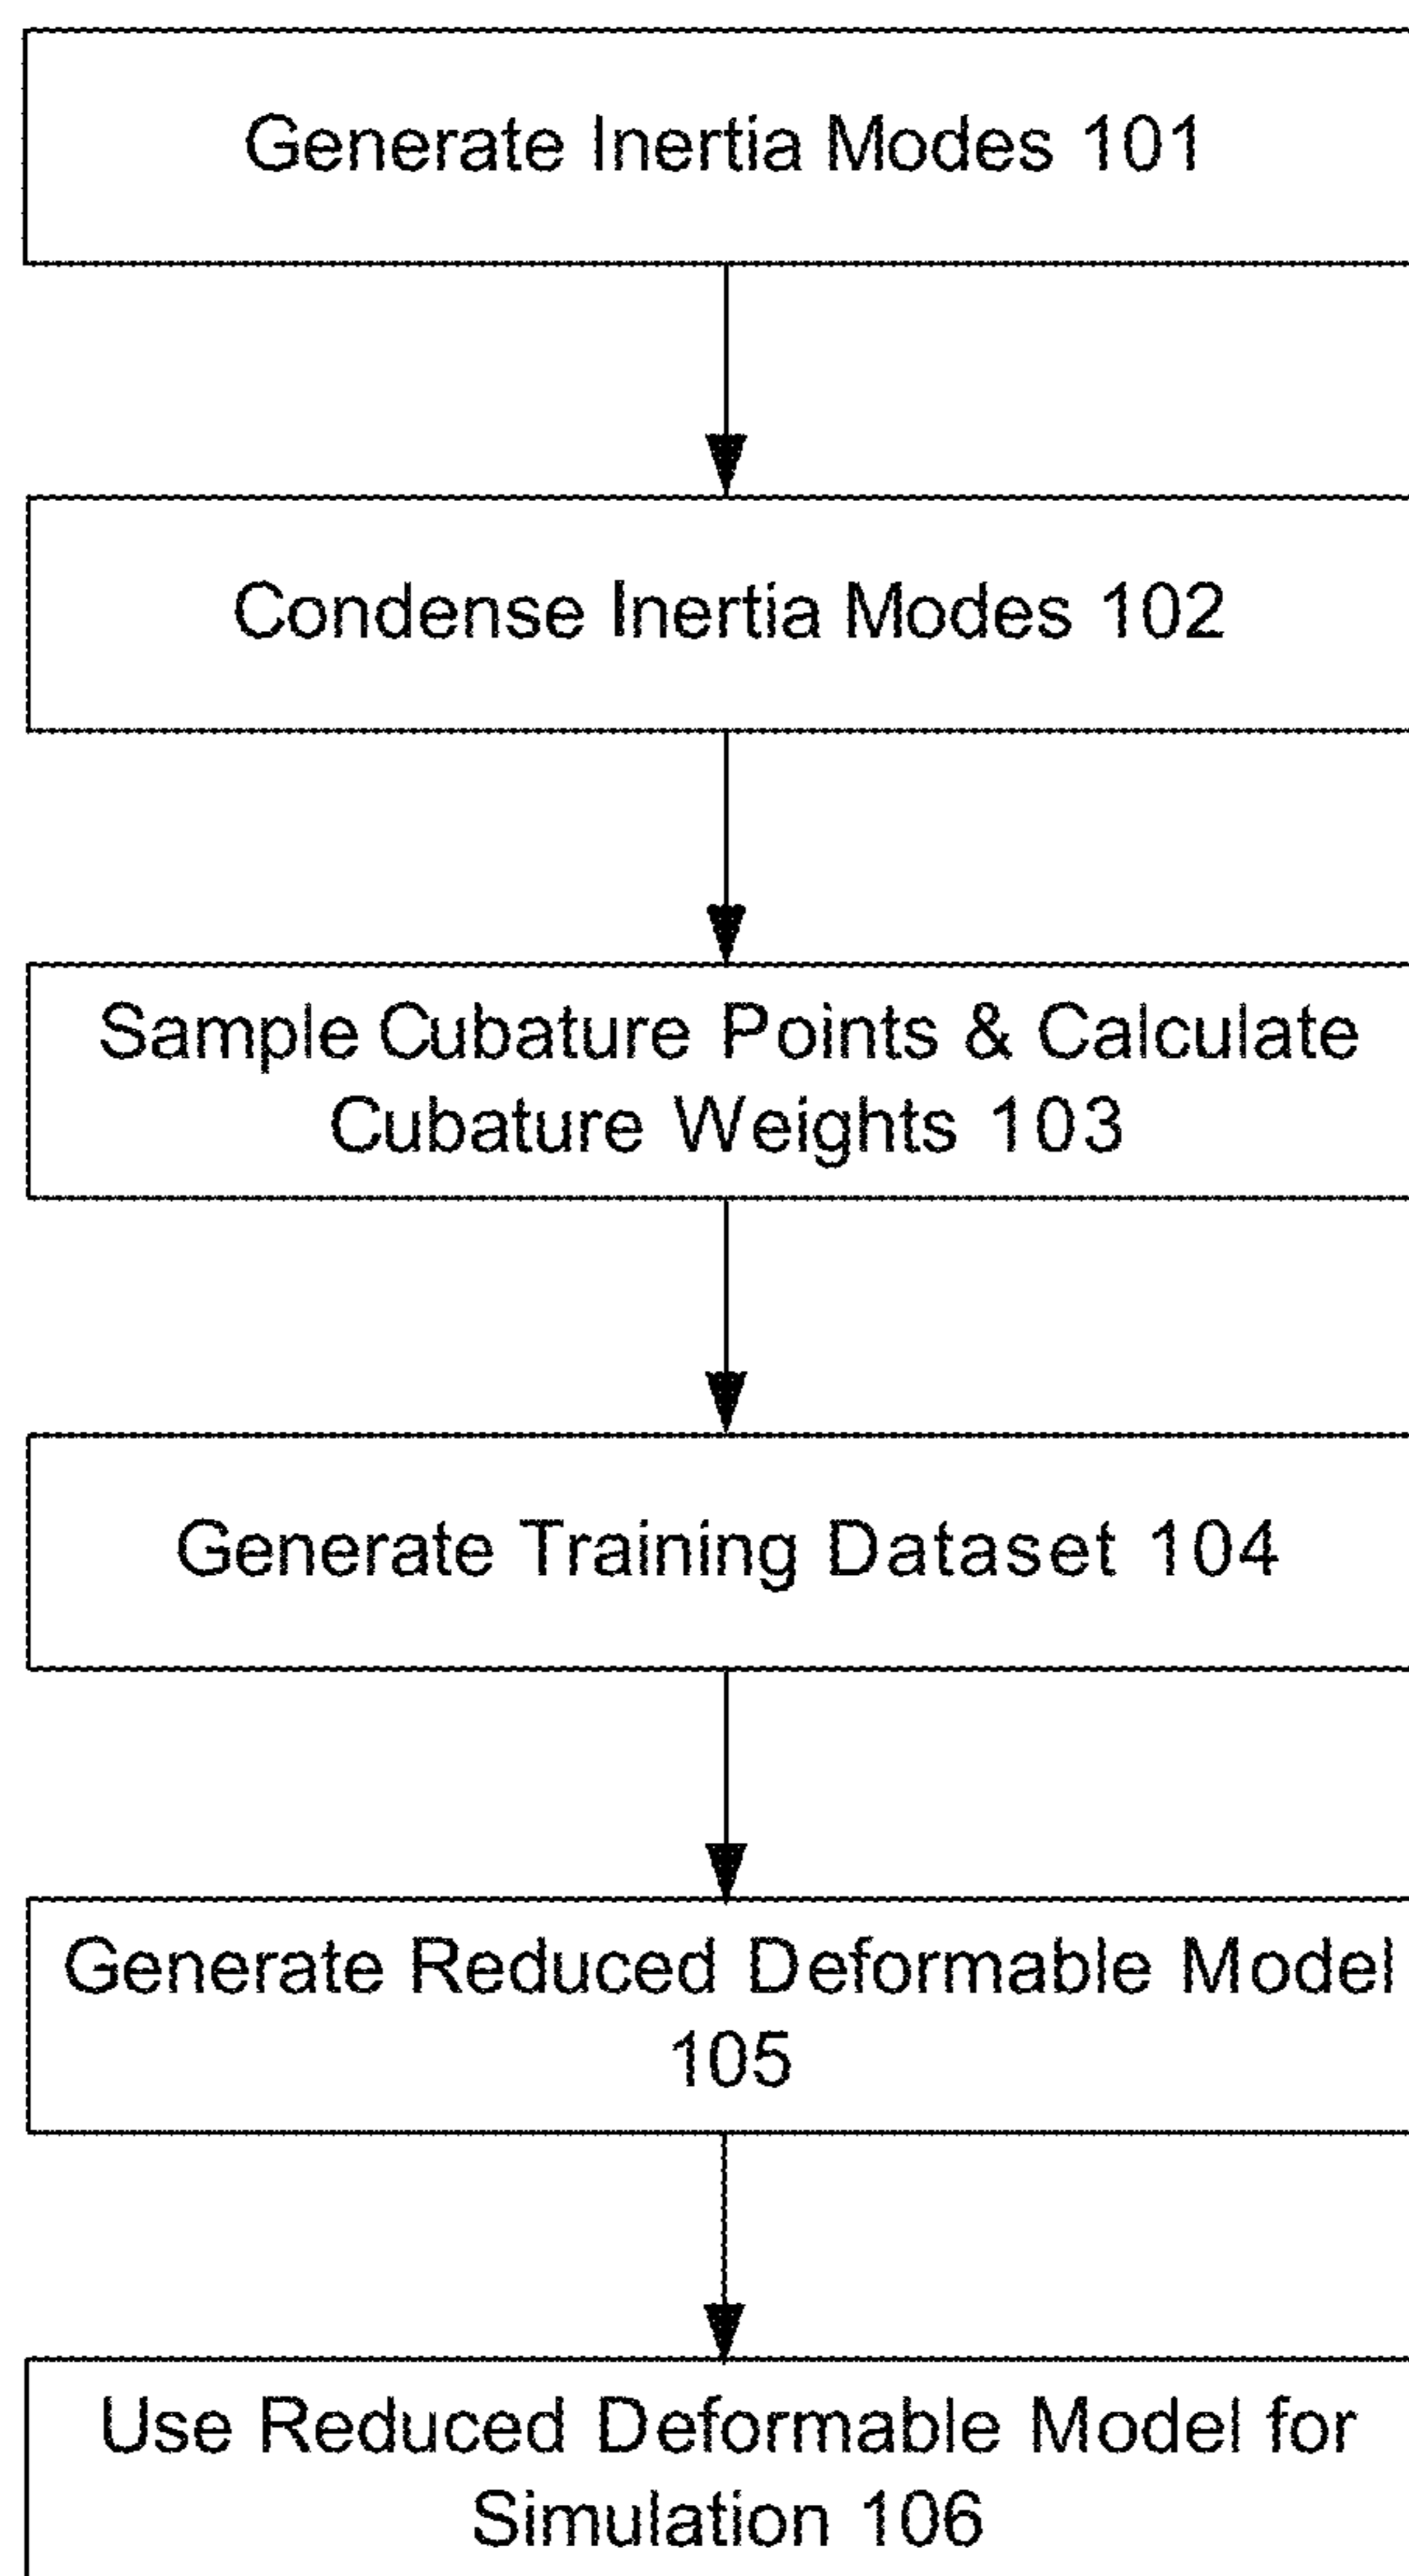 Generate Inertia Modes 101
Condense Inertia Modes 102
Sample Cubature Points & Calculate
Cubature Weights 103
Generate Training Dataset 104
Generate Reduced Deformable Model
105
Use Reduced Deformable Model for
Simulation 106